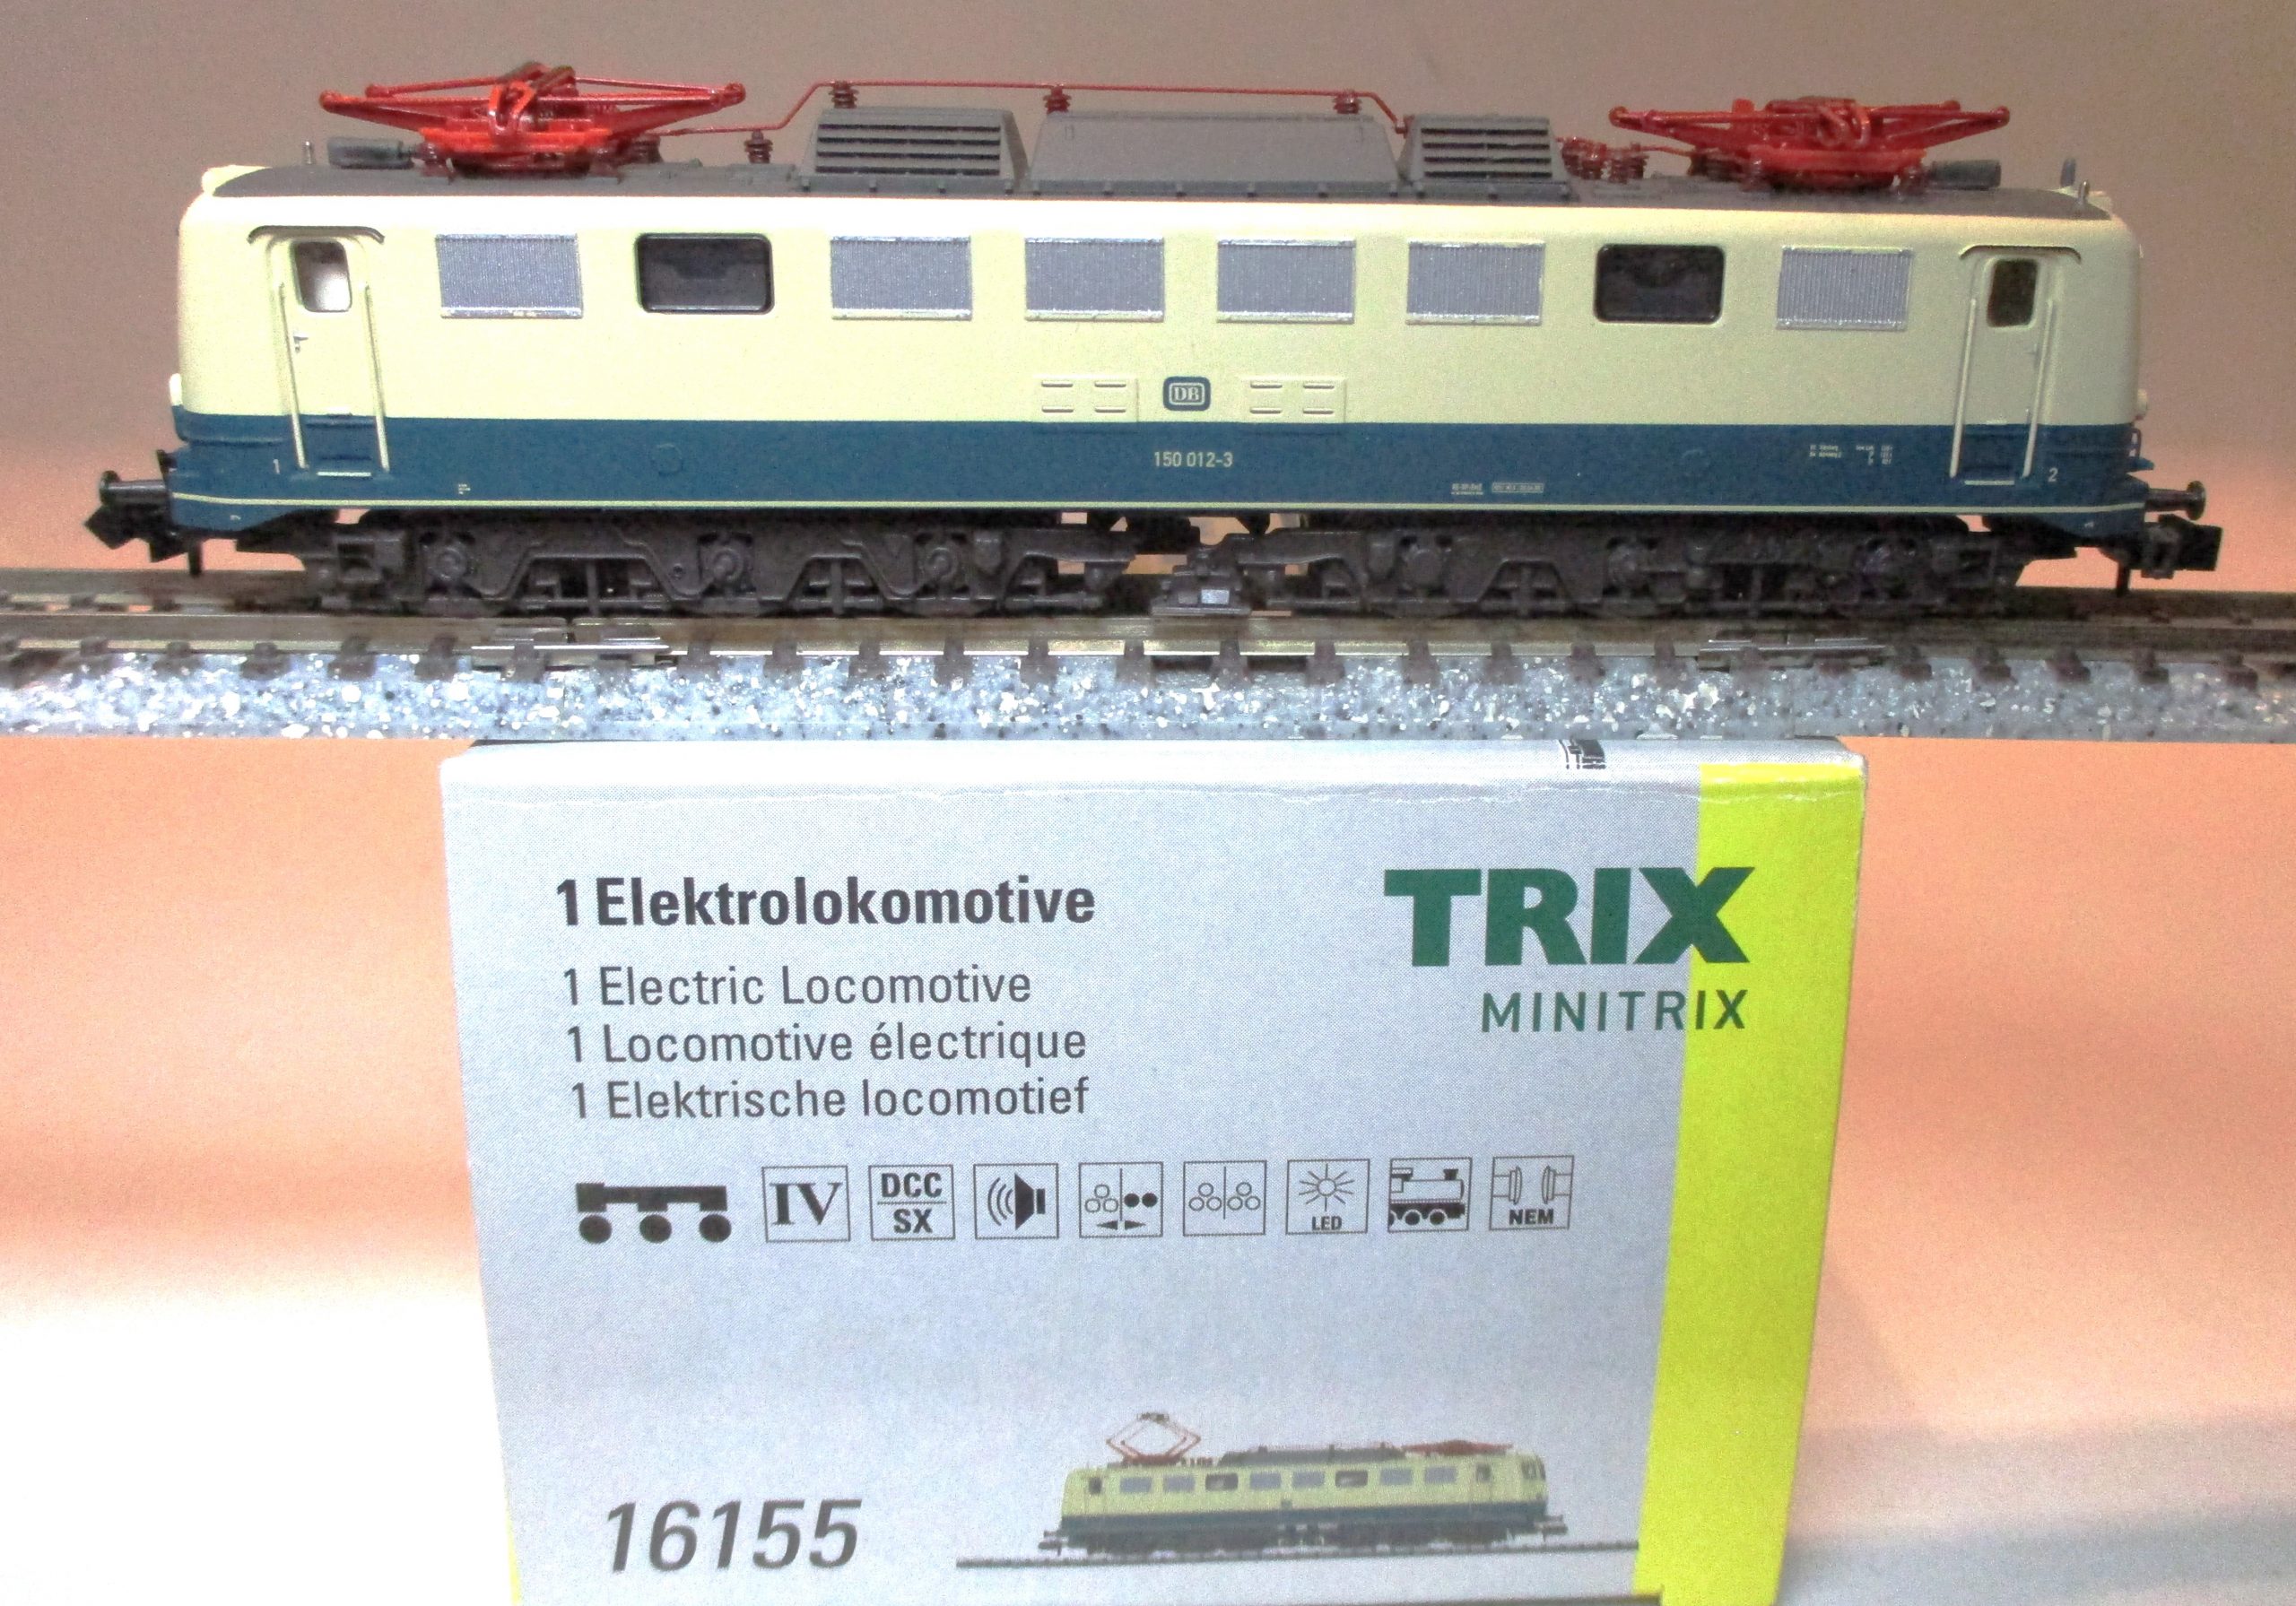 DB
150 012-3
1
2
1 Elektrolokomotive
1 Electric Locomotive
1 Locomotive électrique
1 Elektrische locomotief
TRIX
MINITRIX
IV
DCC
SX
LED
NEM
16155